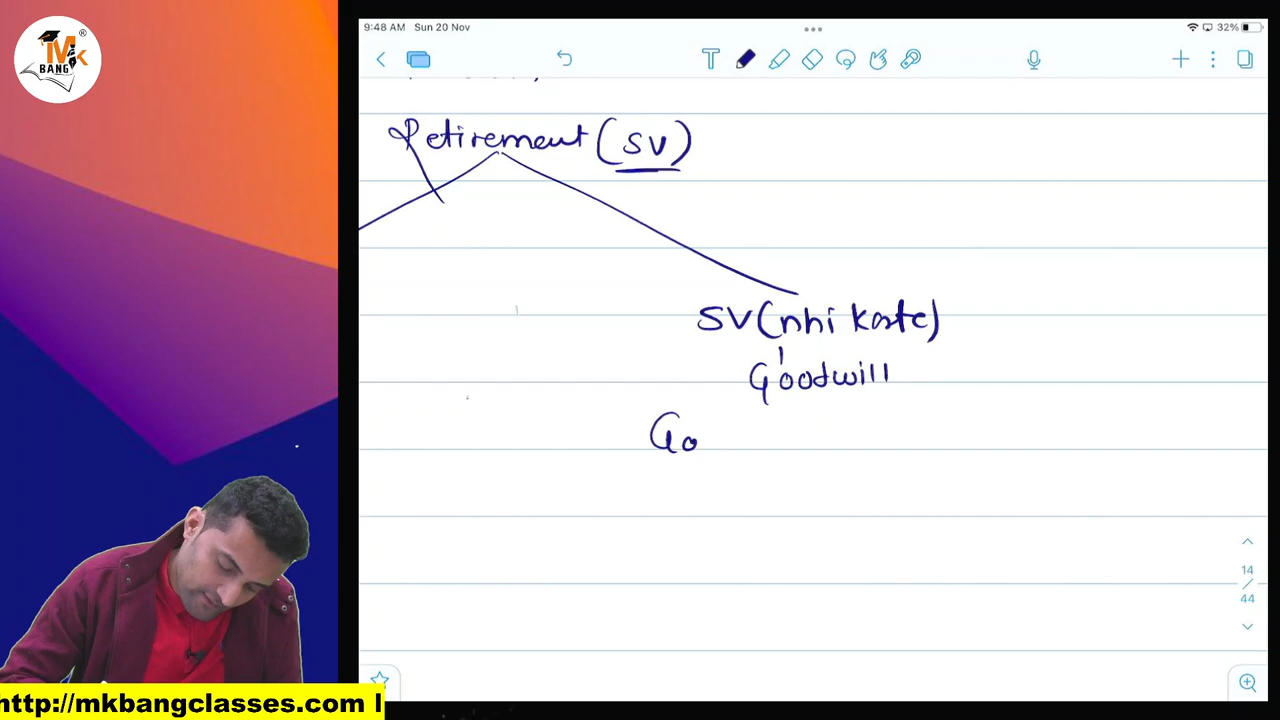 9:48 AM Sun 20 Nov
32%
MK
BANG
®
T
Retirement (SV)
SV (nhi karte)
Goodwill
Go
14
/
44
http://mkbangclasses.com I